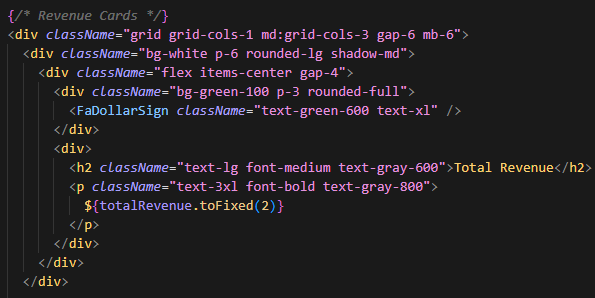 {/* Revenue Cards */}
<div className="grid grid-cols-1 md:grid-cols-3 gap-6 mb-6">
<div className="bg-white p-6 rounded-lg shadow-md">
<div className="flex items-center gap-4">
<div className="bg-green-100 p-3 rounded-full">
<FaDollarSign className="text-green-600 text-xl" />
</div>
<div>
<h2 className="text-lg font-medium text-gray-600">Total Revenue</h2>
<p className="text-3xl font-bold text-gray-800">
${totalRevenue.toFixed(2)}
</p>
</div>
</div>
</div>